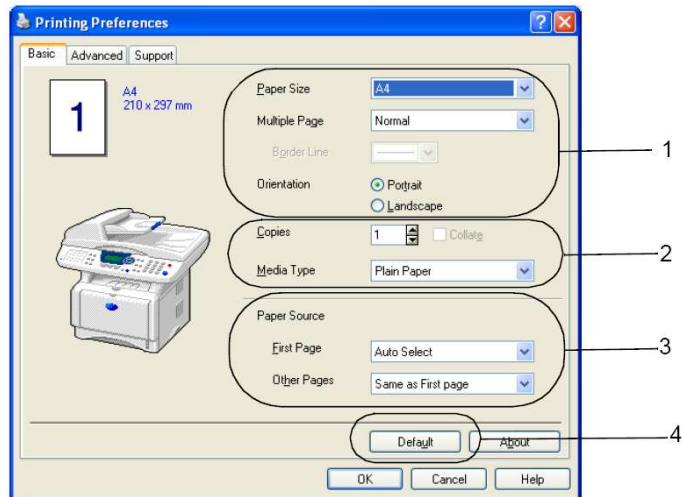 Printing Preferences
Basic Advanced Support
1
A4
210 x 297 mm
Paper Size A4
Multiple Page Normal
Border Line
Orientation Portrait
Landscape
1
Copies 1 Collate
Media Type Plain Paper
2
Paper Source
First Page Auto Select
Other Pages Same as First page
3
Default About
4
OK Cancel Help